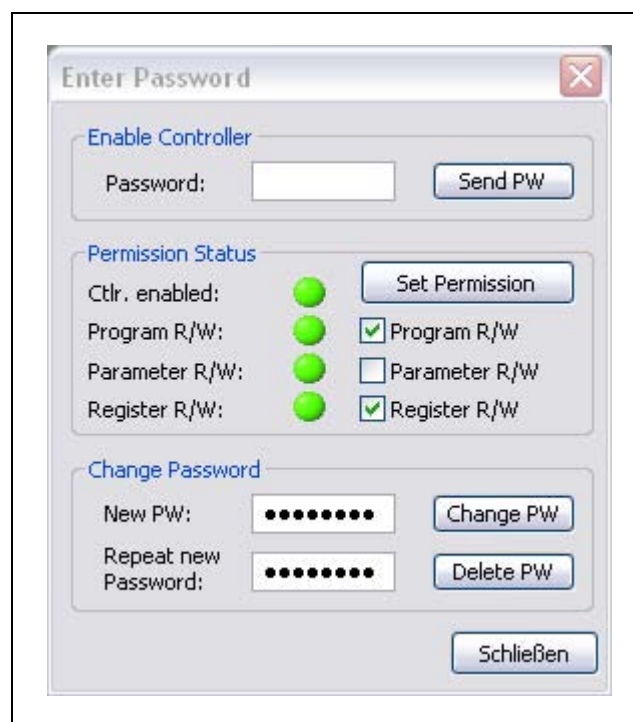 Enter Password
Enable Controller
Password:
Send PW
Permission Status
Ctlr. enabled:
Set Permission
Program R/W:
Program R/W
Parameter R/W:
Parameter R/W
Register R/W:
Register R/W
Change Password
New PW:
●●●●●●●●
Change PW
Repeat new
Password:
●●●●●●●●
Delete PW
Schließen